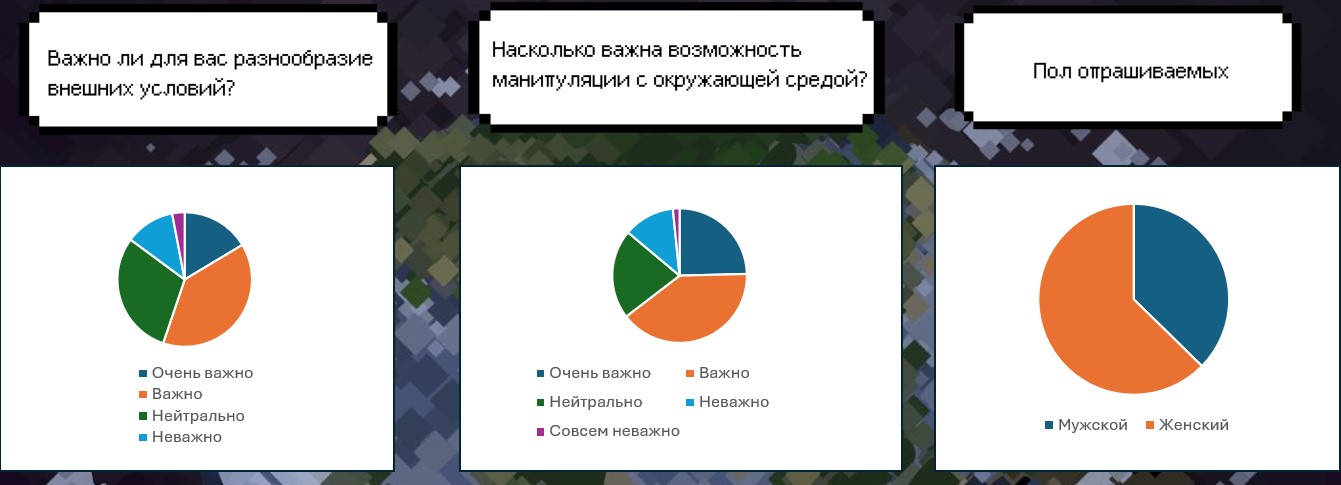 Важно ли для вас разнообразие
внешних условий?
Насколько важна возможность
манипуляции с окружающей средой?
Пол опрашиваемых
Очень важно
Важно
Нейтрально
Неважно
Очень важно
Важно
Нейтрально
Неважно
Совсем неважно
Мужской
Женский